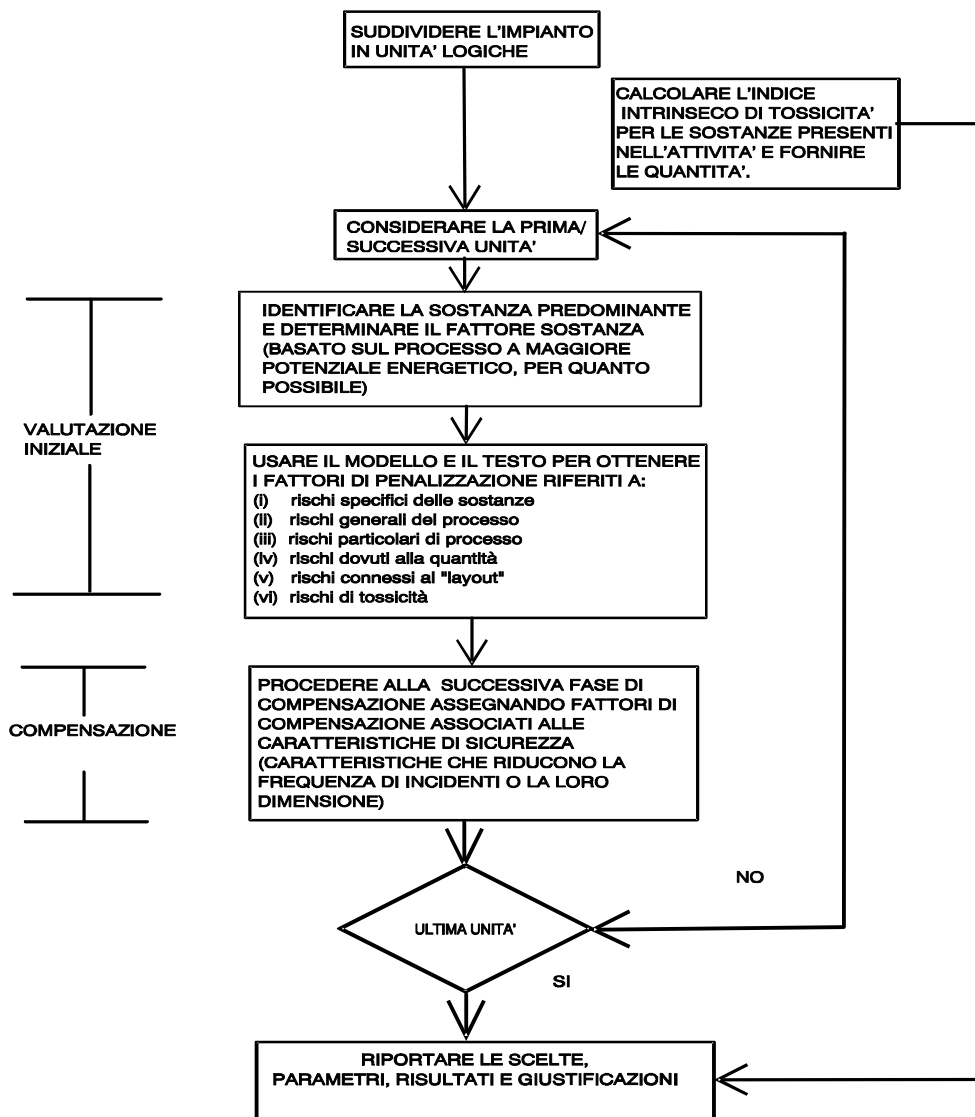 SUDDIVIDERE L'IMPIANTO
IN UNITA' LOGICHE
CALCOLARE L'INDICE
INTRINSECO DI TOSSICITA'
PER LE SOSTANZE PRESENTI
NELL'ATTIVITA' E FORNIRE
LE QUANTITA'.
CONSIDERARE LA PRIMA/
SUCCESSIVA UNITA'
IDENTIFICARE LA SOSTANZA PREDOMINANTE
E DETERMINARE IL FATTORE SOSTANZA
(BASATO SUL PROCESSO A MAGGIORE
POTENZIALE ENERGETICO, PER QUANTO
POSSIBILE)
VALUTAZIONE
INIZIALE
USARE IL MODELLO E IL TESTO PER OTTENERE
I FATTORI DI PENALIZZAZIONE RIFERITI A:
(i) rischi specifici delle sostanze
(ii) rischi generali del processo
(iii) rischi particolari di processo
(iv) rischi dovuti alla quantità
(v) rischi connessi al "layout"
(vi) rischi di tossicità
COMPENSAZIONE
PROCEDERE ALLA SUCCESSIVA FASE DI
COMPENSAZIONE ASSEGNANDO FATTORI DI
COMPENSAZIONE ASSOCIATI ALLE
CARATTERISTICHE DI SICUREZZA
(CARATTERISTICHE CHE RIDUCONO LA
FREQUENZA DI INCIDENTI O LA LORO
DIMENSIONE)
NO
ULTIMA UNITA'
SI
RIPORTARE LE SCELTE,
PARAMETRI, RISULTATI E GIUSTIFICAZIONI